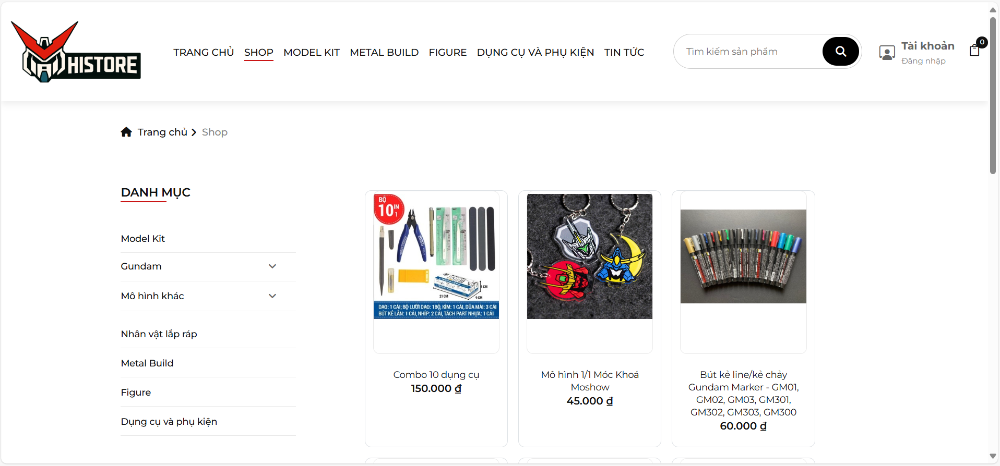 HISTORE
TRANG CHỦ SHOP MODEL KIT METAL BUILD FIGURE DỤNG CỤ VÀ PHỤ KIỆN TIN TỨC
Tìm kiếm sản phẩm
Tài khoản
Đăng nhập
0
Trang chủ Shop
DANH MỤC
Model Kit
Gundam
Mô hình khác
Nhân vật lắp ráp
Metal Build
Figure
Dụng cụ và phụ kiện
BỘ
10 IN 1
4 CM
21 CM
9 CM
DAO: 1 CÁI; BỘ LƯỠI DAO: 1BỘ, KÌM: 1 CÁI, DŨA MÀI: 3 CÁI
BÚT KẺ LẰN: 1 CÁI, NHÍP: 2 CÁI, TÁCH PART NHỰA: 1 CÁI
Combo 10 dụng cụ
150.000 ₫
Mô hình 1/1 Móc Khoá
Moshow
45.000 ₫
Bút kẻ line/kẻ chảy
Gundam Marker - GM01,
GM02, GM03, GM301,
GM302, GM303, GM300
60.000 ₫